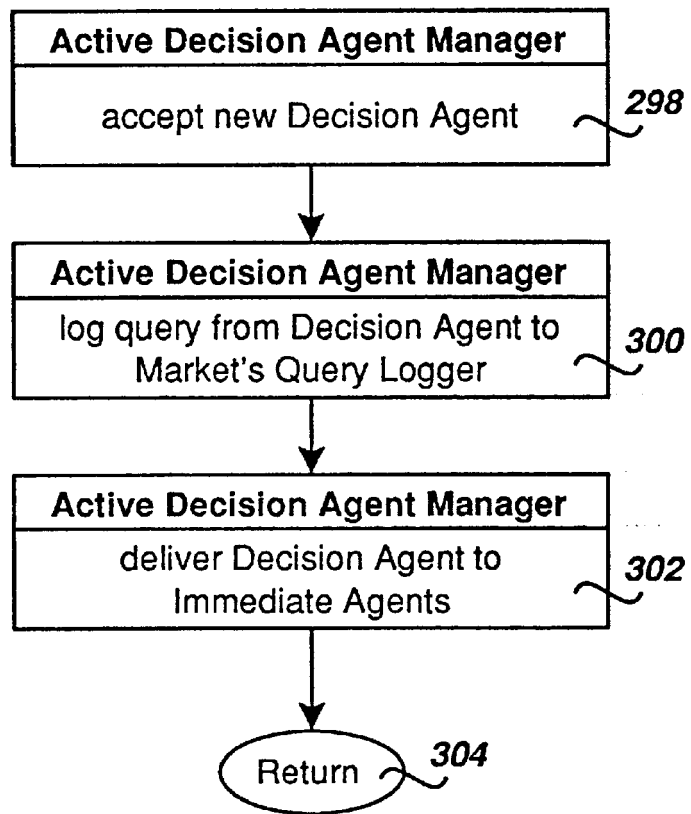 Active Decision Agent Manager
accept new Decision Agent
298
Active Decision Agent Manager
log query from Decision Agent to
Market's Query Logger
300
Active Decision Agent Manager
deliver Decision Agent to
Immediate Agents
302
Return
304